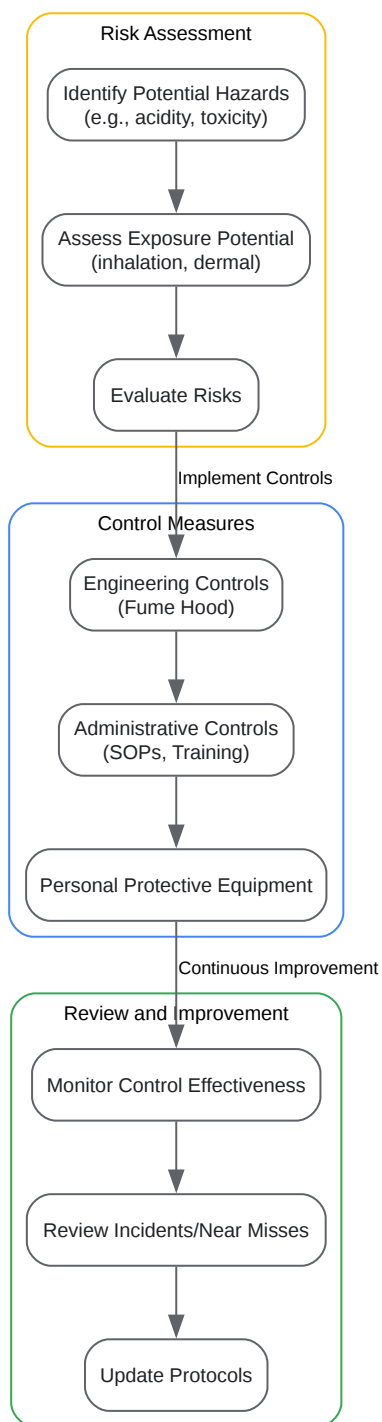 Risk Assessment
Identify Potential Hazards
(e.g., acidity, toxicity)
Assess Exposure Potential
(inhalation, dermal)
Evaluate Risks
Implement Controls
Control Measures
Engineering Controls
(Fume Hood)
Administrative Controls
(SOPs, Training)
Personal Protective Equipment
Continuous Improvement
Review and Improvement
Monitor Control Effectiveness
Review Incidents/Near Misses
Update Protocols